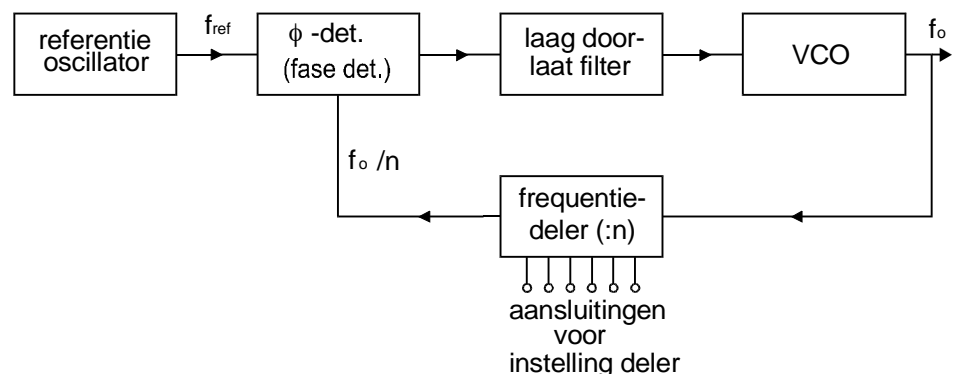 referentie
oscillator
fref
ϕ -det.
(fase det.)
laag door-
laat filter
VCO
fo
fo /n
frequentie-
deler (:n)
aansluitingen
voor
instelling deler